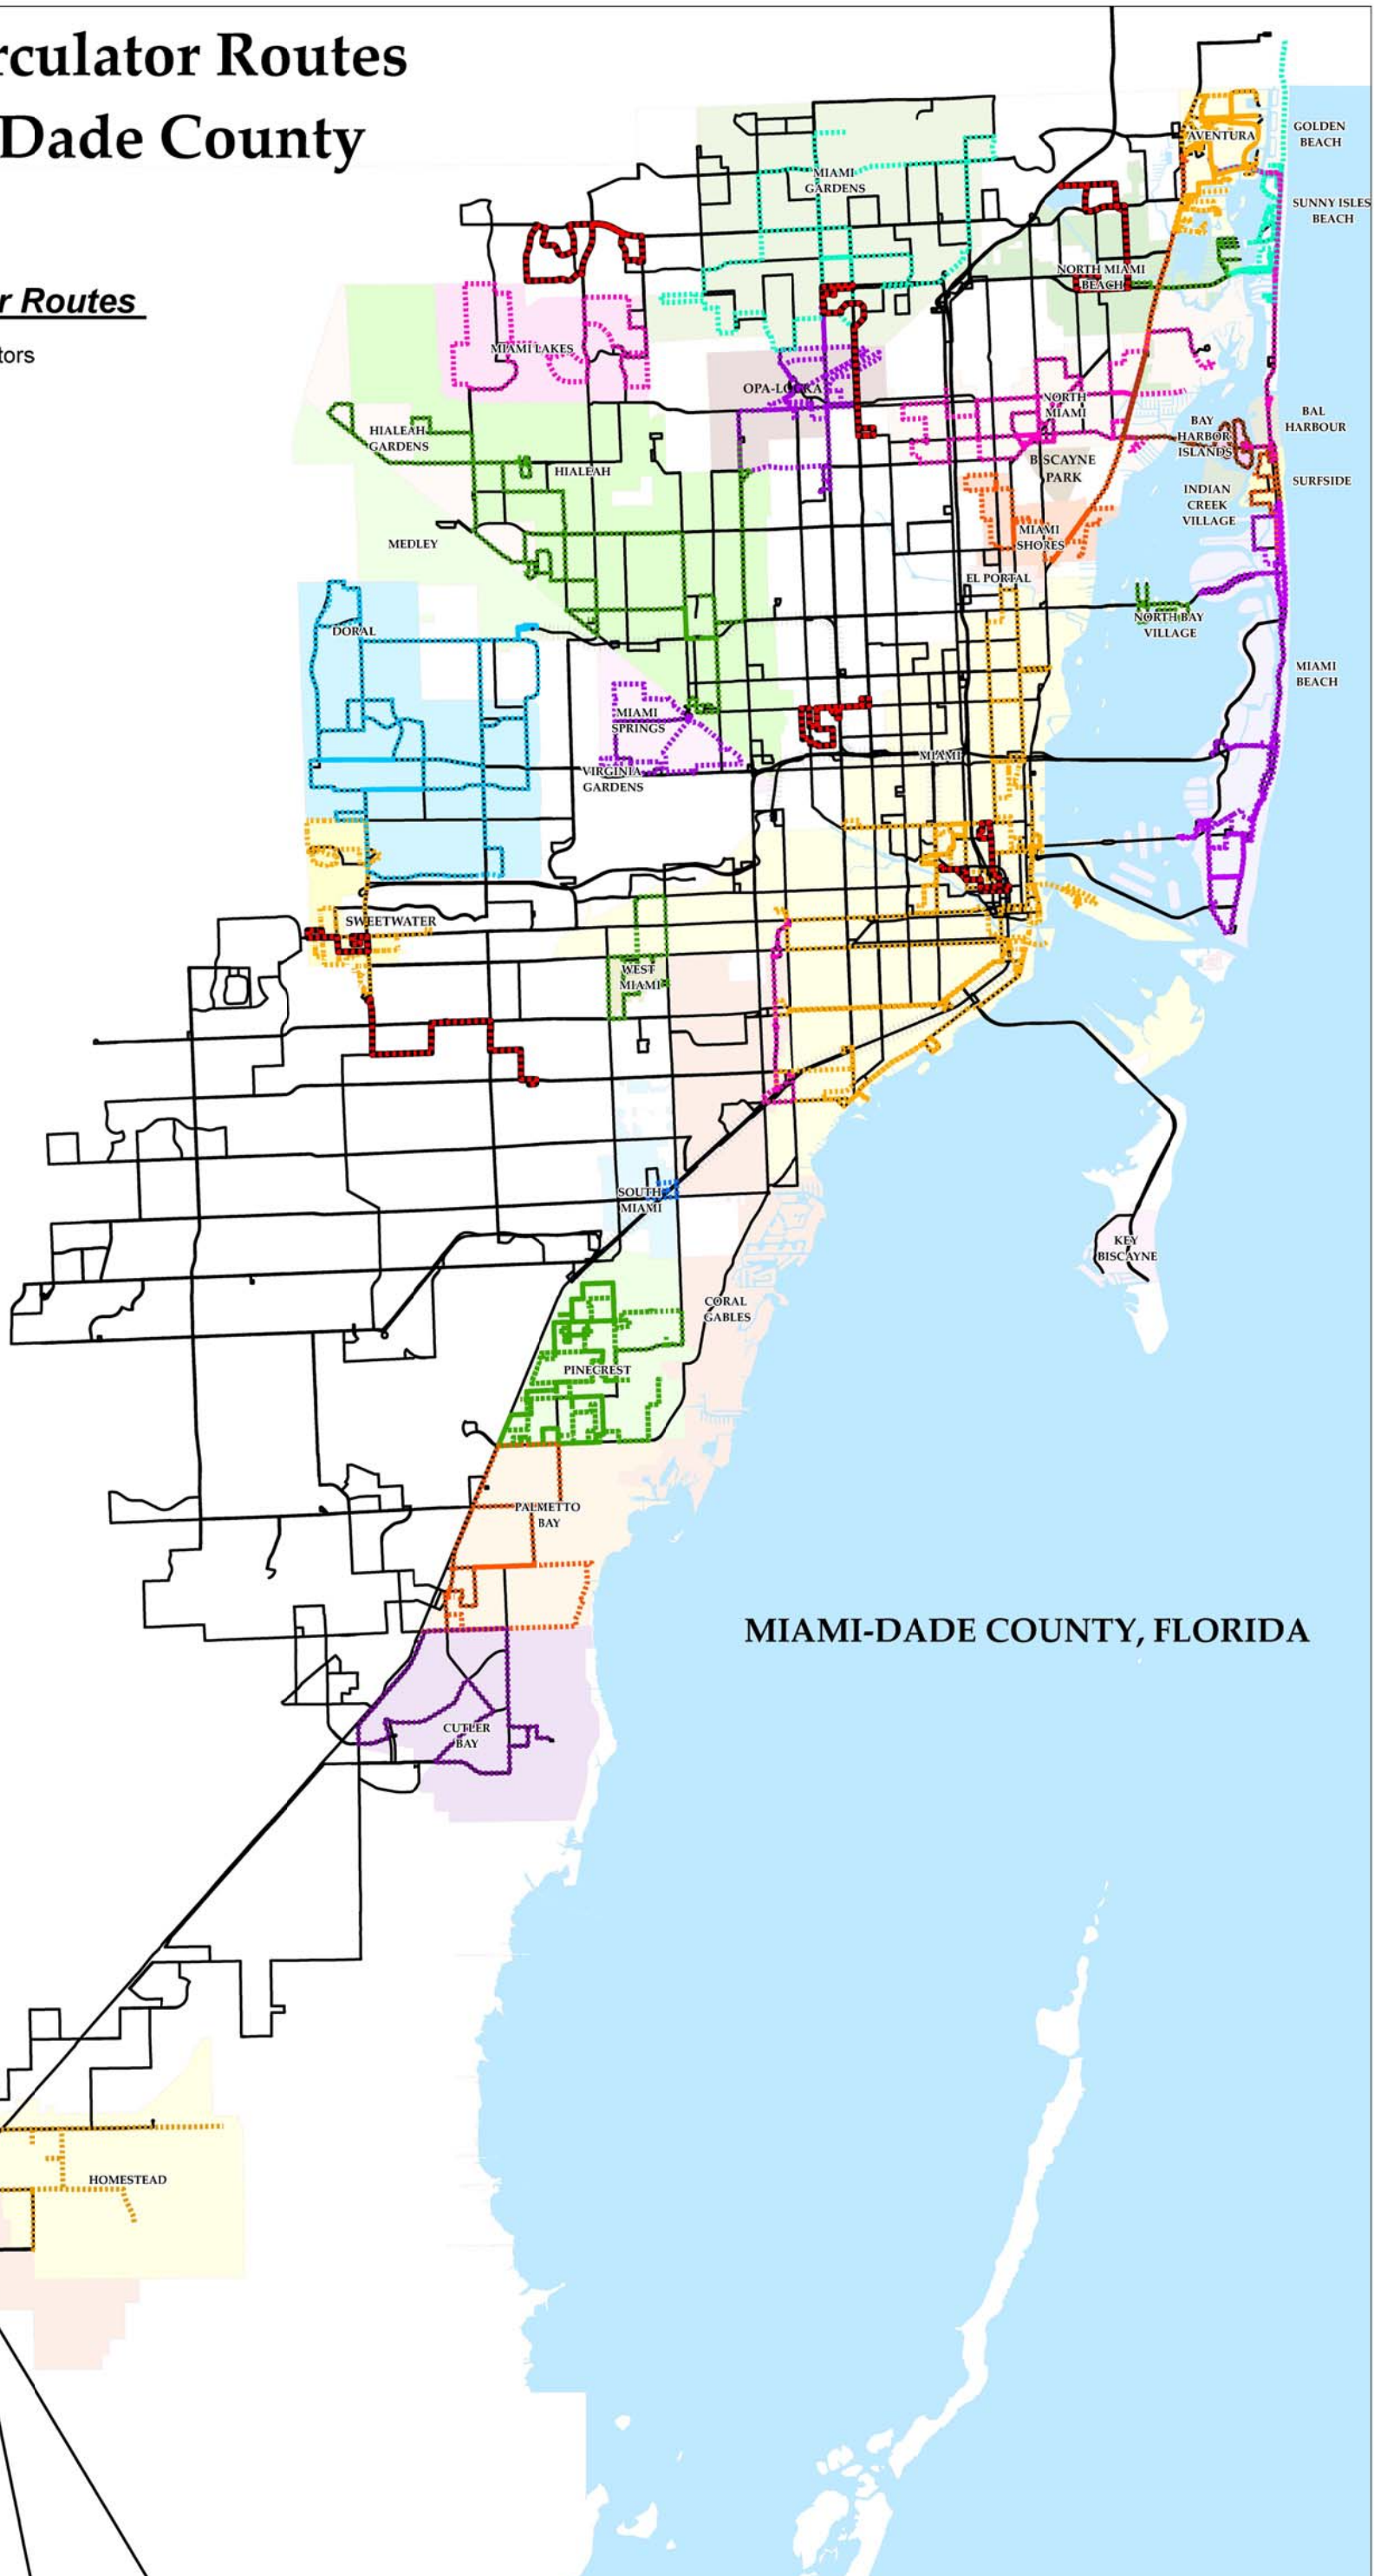 rculator Routes
Dade County
r Routes
tors
AVENTURA
GOLDEN
BEACH
MIAMI
GARDENS
SUNNY ISLES
BEACH
NORTH MIAMI
BEACH
MIAMI LAKES
OPA-LOCKA
NORTH
MIAMI
BAL
HARBOUR
BAY
HARBOR
ISLANDS
HIALEAH
GARDENS
HIALEAH
BISCAYNE
PARK
SURFSIDE
INDIAN
CREEK
VILLAGE
MEDLEY
MIAMI
SHORES
EL PORTAL
NORTH BAY
VILLAGE
DORAL
MIAMI
BEACH
MIAMI
SPRINGS
MIAMI
VIRGINIA
GARDENS
SWEETWATER
WEST
MIAMI
SOUTH
MIAMI
KEY
BISCAYNE
CORAL
GABLES
PINECREST
PALMETTO
BAY
MIAMI-DADE COUNTY, FLORIDA
CUTLER
BAY
HOMESTEAD